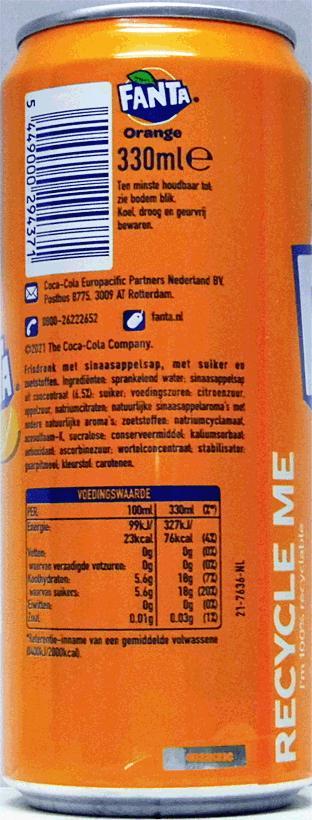 FANTA
Orange
330ml e
Ten minste houdbaar tot:
zie bodem blik.
Koel, droog en geurvrij
bewaren.
5 449000 294371
Coca-Cola Europacific Partners Nederland BV,
Postbus 8775, 3009 AT Rotterdam.
0800-26222652 fanta.nl
©2021 The Coca-Cola Company.
Frisdrank met sinaasappelsap, met suiker en
zoetstoffen. Ingrediënten: sprankelend water; sinaasappelsap
uit concentraat (6.5%); suiker; voedingszuren: citroenzuur,
appelzuur, natriumcitraten; natuurlijke sinaasappelaroma's met
andere natuurlijke aroma's; zoetstoffen: natriumcyclamaat,
acesulfaam-K, sucralose; conserveermiddel: kaliumsorbaat;
antioxidant: ascorbinezuur; wortelconcentraat; stabilisator:
guarpitmeel; kleurstof: carotenen.
VOEDINGSWAARDE
PER: 100ml 330ml (%*)
Energie: 99kJ/ 327kJ/
23kcal 76kcal (4%)
Vetten: 0g 0g (0%)
waarvan verzadigde vetzuren: 0g 0g (0%)
Koolhydraten: 5.6g 18g (7%)
waarvan suikers: 5.6g 18g (20%)
Eiwitten: 0g 0g (0%)
Zout: 0.01g 0.03g (1%)
*Referentie-inname van een gemiddelde volwassene
(8400kJ/2000kcal).
21-7636-NL
RECYCLE ME
I'm 100% recyclable